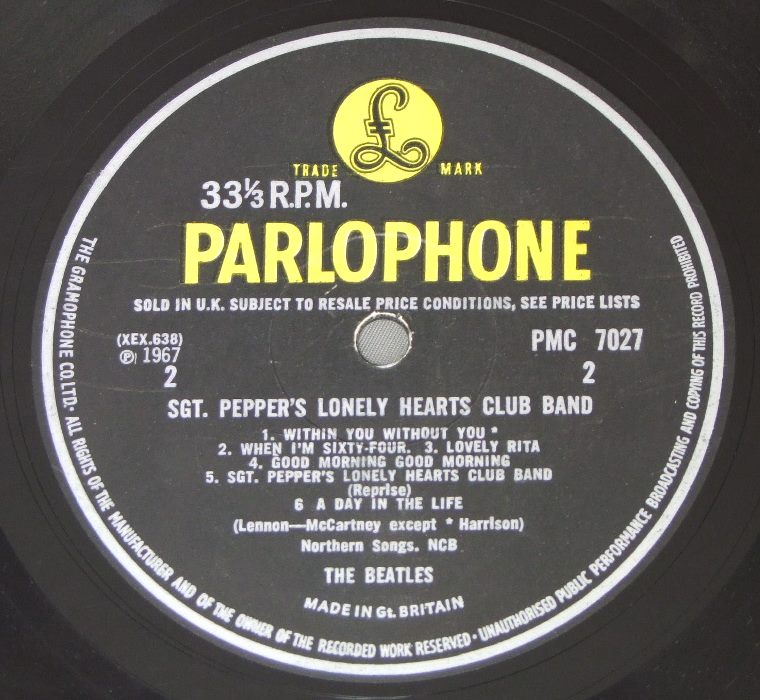 £
TRADE MARK
33⅓ R.P.M.
PARLOPHONE
SOLD IN U.K. SUBJECT TO RESALE PRICE CONDITIONS, SEE PRICE LISTS
(XEX.638)
℗ 1967
2
PMC 7027
2
SGT. PEPPER'S LONELY HEARTS CLUB BAND
1. WITHIN YOU WITHOUT YOU *
2. WHEN I'M SIXTY-FOUR. 3. LOVELY RITA
4. GOOD MORNING GOOD MORNING
5. SGT. PEPPER'S LONELY HEARTS CLUB BAND
(Reprise)
6 A DAY IN THE LIFE
(Lennon—McCartney except * Harrison)
Northern Songs. NCB
THE BEATLES
MADE IN Gt. BRITAIN
THE GRAMOPHONE CO. LTD. · ALL RIGHTS OF THE MANUFACTURER AND OF THE OWNER OF THE RECORDED WORK RESERVED · UNAUTHORISED PUBLIC PERFORMANCE BROADCASTING AND COPYING OF THIS RECORD PROHIBITED